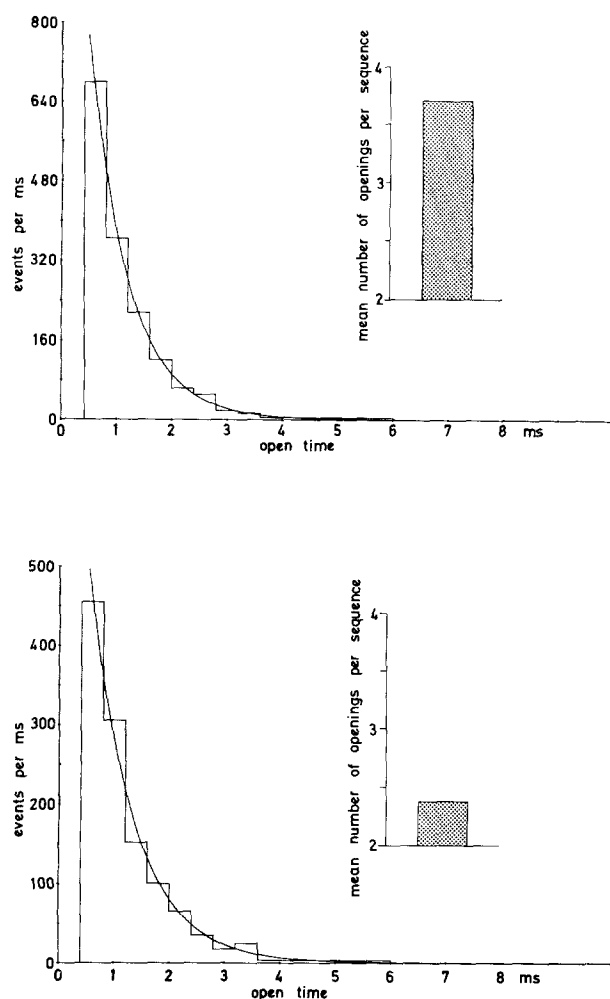 800
640
480
320
160
0
events per ms
0 1 2 3 4 5 6 7 8 ms
open time
4
3
2
mean number of openings per sequence
500
400
300
200
100
0
events per ms
0 1 2 3 4 5 6 7 8 ms
open time
4
3
2
mean number of openings per sequence